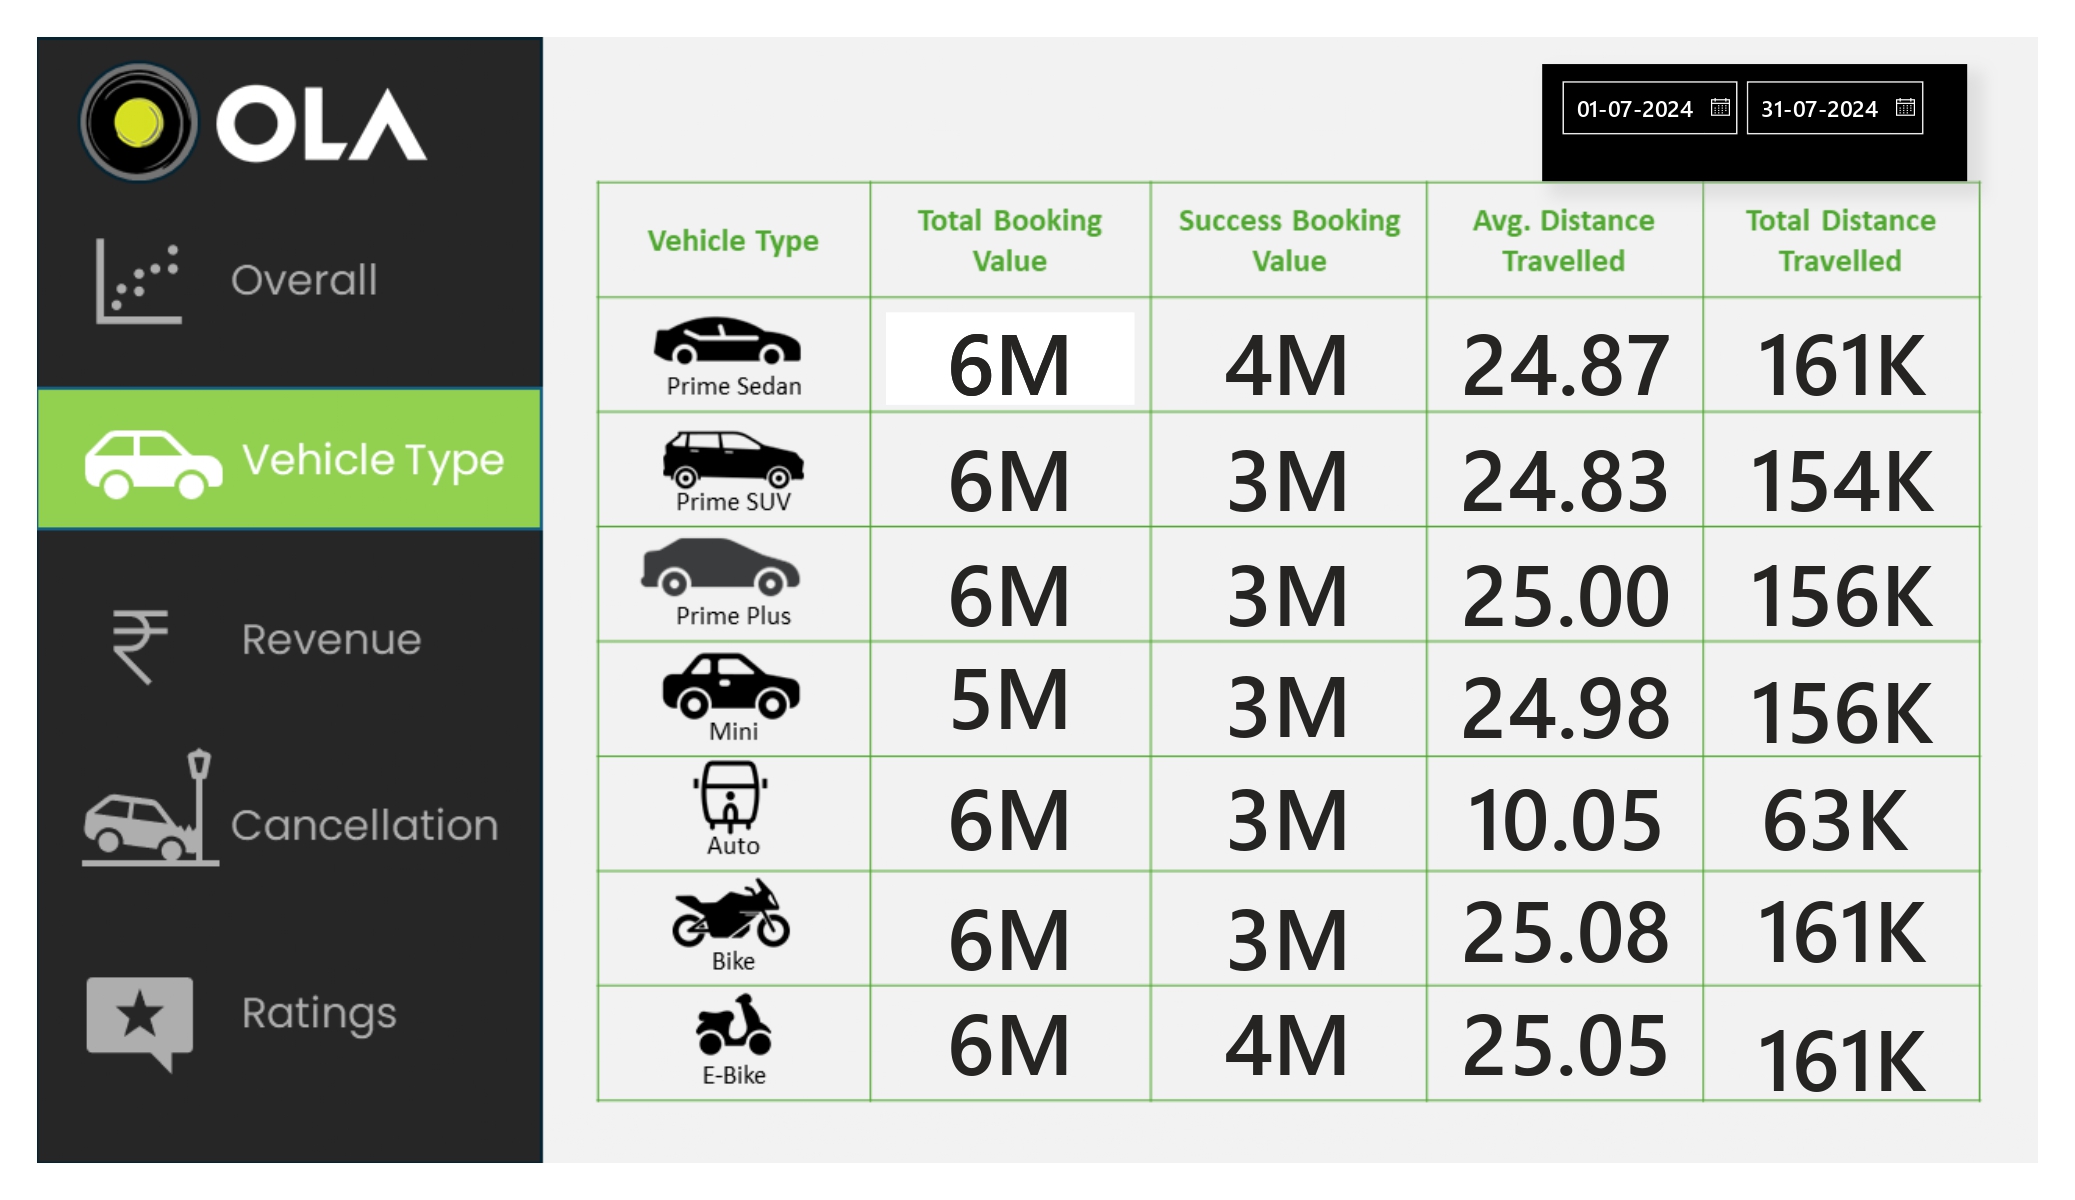 OLA
Overall
Vehicle Type
Revenue
Cancellation
Ratings
01-07-2024 31-07-2024
Vehicle Type Total Booking Value Success Booking Value Avg. Distance Travelled Total Distance Travelled
Prime Sedan 6M 4M 24.87 161K
Prime SUV 6M 3M 24.83 154K
Prime Plus 6M 3M 25.00 156K
Mini 5M 3M 24.98 156K
Auto 6M 3M 10.05 63K
Bike 6M 3M 25.08 161K
E-Bike 6M 4M 25.05 161K